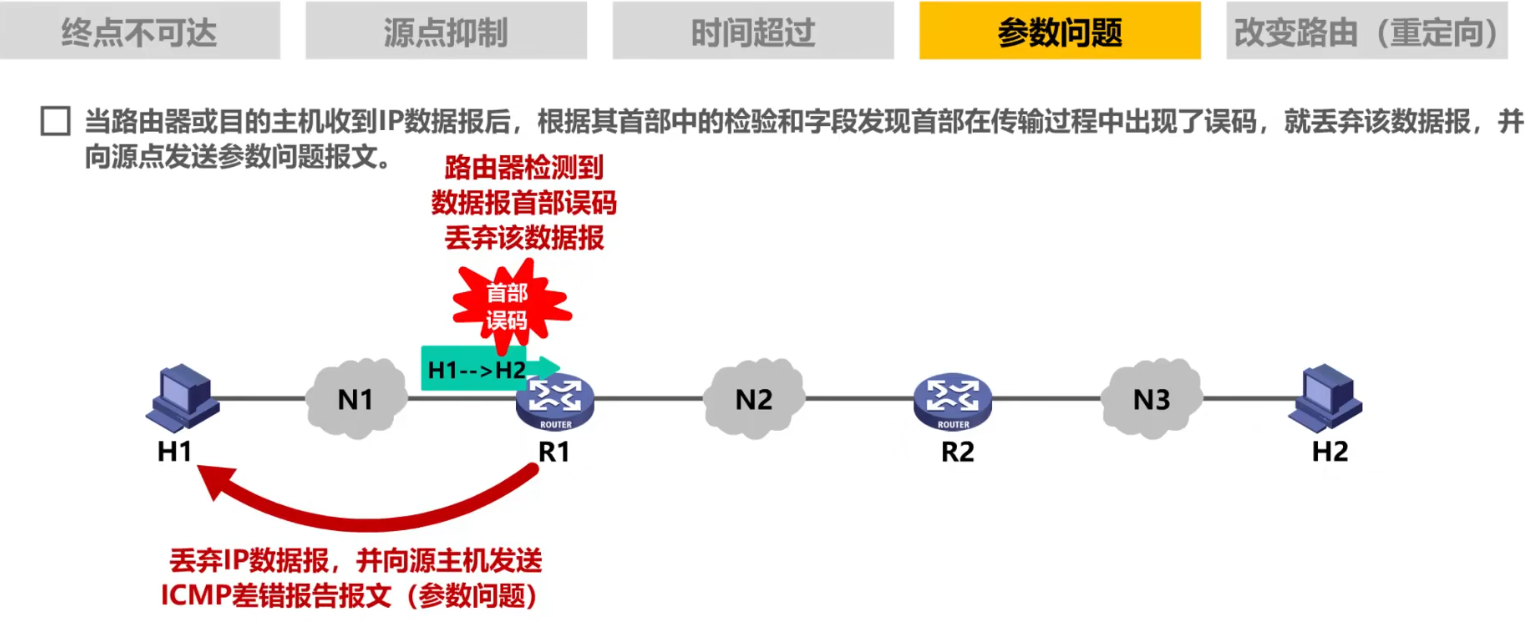 终点不可达
源点抑制
时间超过
参数问题
改变路由（重定向）
当路由器或目的主机收到IP数据报后，根据其首部中的检验和字段发现首部在传输过程中出现了误码，就丢弃该数据报，并
向源点发送参数问题报文。
路由器检测到
数据报首部误码
丢弃该数据报
首部
误码
H1-->H2
N1
ROUTER
N2
ROUTER
N3
H1
R1
R2
H2
丢弃IP数据报，并向源主机发送
ICMP差错报告报文（参数问题）